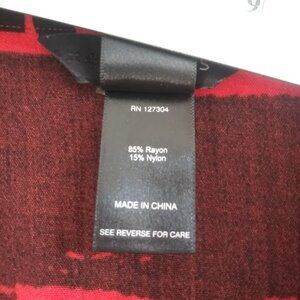 RN 127304
85% Rayon
15% Nylon
MADE IN CHINA
SEE REVERSE FOR CARE